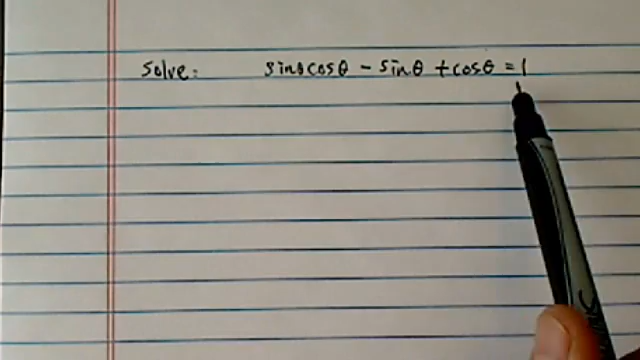 Solve: sinθcosθ - sinθ + cosθ = 1